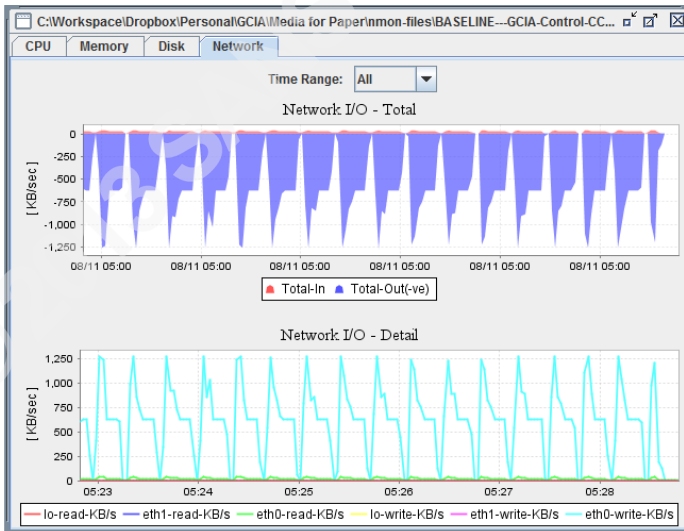 C:\Workspace\Dropbox\Personal\GCIA\Media for Paper\nmon-files\BASELINE---GCIA-Control-CC...
CPU Memory Disk Network
Time Range: All
Network I/O - Total
0
-250
-500
-750
-1,000
-1,250
[KB/sec]
08/11 05:00 08/11 05:00 08/11 05:00 08/11 05:00 08/11 05:00 08/11 05:00
Total-In Total-Out(-ve)
Network I/O - Detail
1,250
1,000
750
500
250
0
[KB/sec]
05:23 05:24 05:25 05:26 05:27 05:28
lo-read-KB/s eth1-read-KB/s eth0-read-KB/s lo-write-KB/s eth1-write-KB/s eth0-write-KB/s